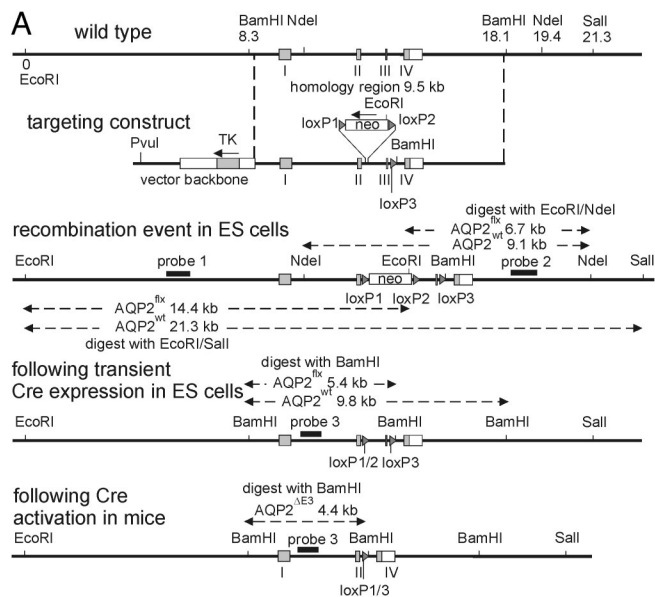 A
wild type
BamHI NdeI
8.3
BamHI NdeI SalI
18.1 19.4 21.3
0
EcoRI
I II III IV
homology region 9.5 kb
EcoRI
targeting construct
loxP1 neo loxP2
PvuI TK BamHI
vector backbone
I II III IV
loxP3
digest with EcoRI/NdeI
recombination event in ES cells
AQP2flx 6.7 kb
AQP2wt 9.1 kb
EcoRI probe 1 NdeI EcoRI BamHI probe 2 NdeI SalI
neo
loxP1 loxP2 loxP3
AQP2flx 14.4 kb
AQP2wt 21.3 kb
digest with EcoRI/SalI
following transient
Cre expression in ES cells
digest with BamHI
AQP2flx 5.4 kb
AQP2wt 9.8 kb
EcoRI BamHI probe 3 BamHI BamHI SalI
loxP1/2 loxP3
following Cre
activation in mice
digest with BamHI
AQP2ΔE3 4.4 kb
EcoRI BamHI probe 3 BamHI BamHI SalI
I II IV
loxP1/3